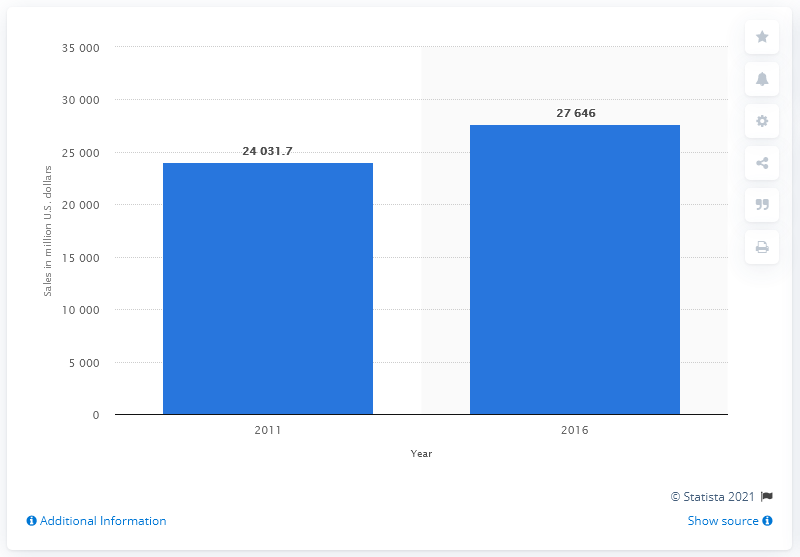 35 000
30 000
25 000
20 000
15 000
10 000
5 000
0
Sales in million U.S. dollars
24 031.7
27 646
2011
2016
Year
© Statista 2021
Additional Information
Show source